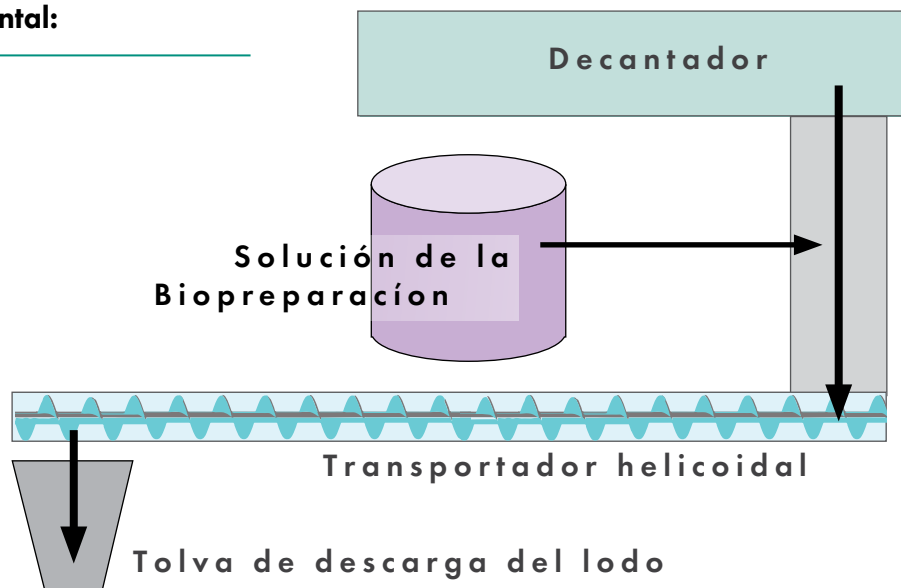 ntal:
Decantador
Solución de la
Biopreparacíon
Transportador helicoidal
Tolva de descarga del lodo